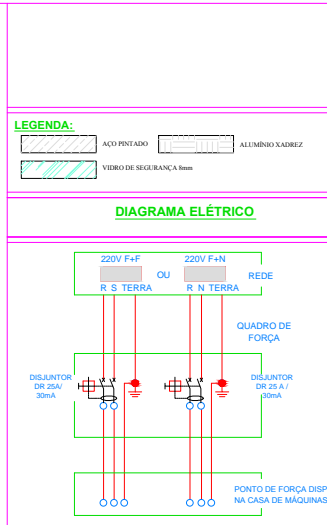 LEGENDA:
AÇO PINTADO
ALUMÍNIO XADREZ
VIDRO DE SEGURANÇA 8mm
DIAGRAMA ELÉTRICO
220V F+F
220V F+N
OU
REDE
R S TERRA
R N TERRA
QUADRO DE
FORÇA
DISJUNTOR
DR 25A/
30mA
DISJUNTOR
DR 25 A /
30mA
PONTO DE FORÇA DISP
NA CASA DE MÁQUINAS